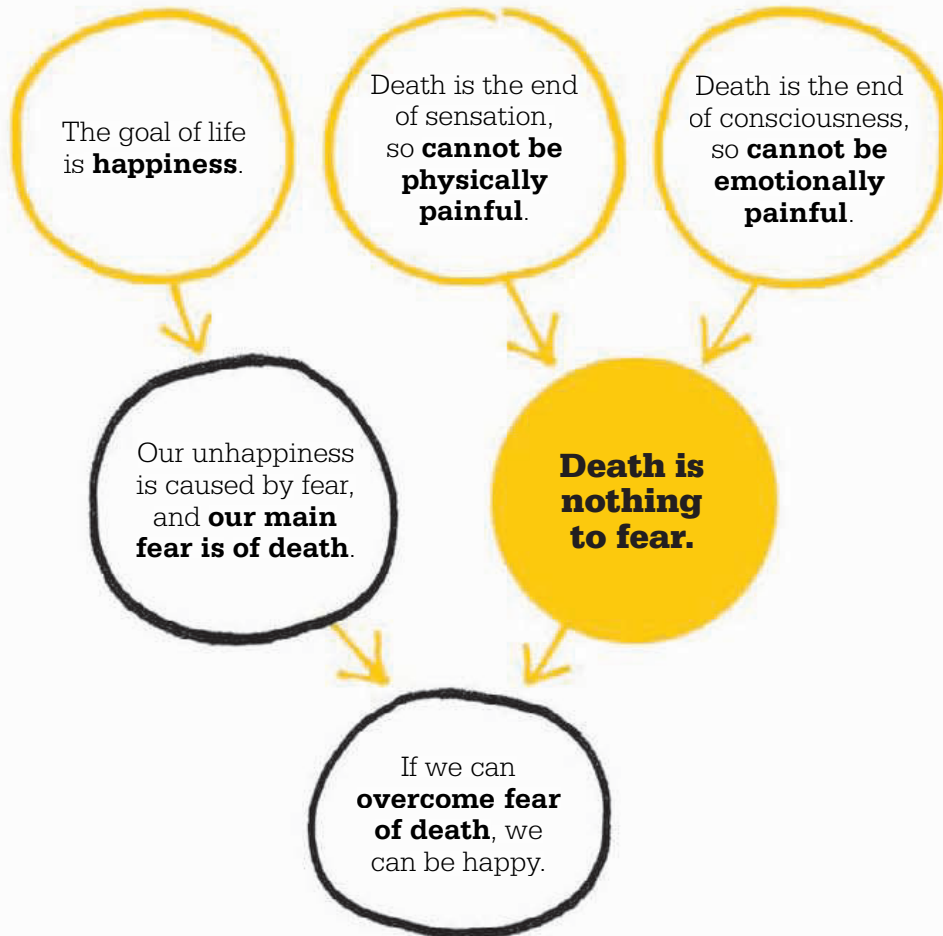 The goal of life
is happiness.
Death is the end
of sensation,
so cannot be
physically
painful.
Death is the end
of consciousness,
so cannot be
emotionally
painful.
Our unhappiness
is caused by fear,
and our main
fear is of death.
Death is
nothing
to fear.
If we can
overcome fear
of death, we
can be happy.